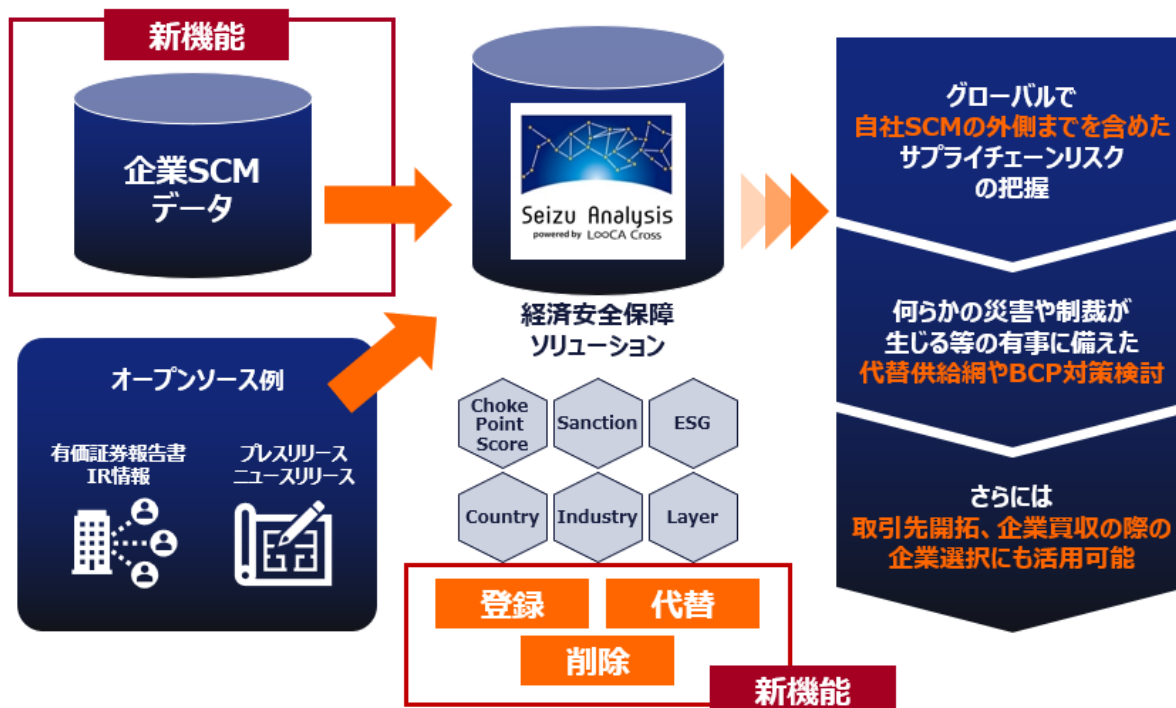 新機能
企業SCM
データ
Seizu Analysis
powered by LOOCA Cross
経済安全保障
ソリューション
オープンソース例
有価証券報告書
IR情報
プレスリリース
ニュースリリース
Choke
Point
Score
Sanction
ESG
Country
Industry
Layer
登録
代替
削除
新機能
グローバルで
自社SCMの外側までを含めた
サプライチェーンリスク
の把握
何らかの災害や制裁が
生じる等の有事に備えた
代替供給網やBCP対策検討
さらには
取引先開拓、企業買収の際の
企業選択にも活用可能